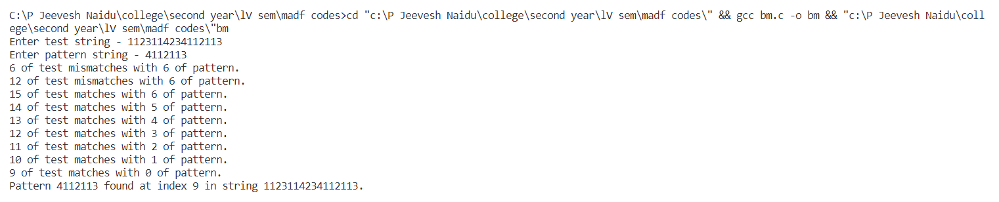 C:\P Jeevesh Naidu\college\second year\lV sem\madf codes>cd "c:\P Jeevesh Naidu\college\second year\lV sem\madf codes\" && gcc bm.c -o bm && "c:\P Jeevesh Naidu\coll
ege\second year\lV sem\madf codes\"bm
Enter test string - 1123114234112113
Enter pattern string - 4112113
6 of test mismatches with 6 of pattern.
12 of test mismatches with 6 of pattern.
15 of test matches with 6 of pattern.
14 of test matches with 5 of pattern.
13 of test matches with 4 of pattern.
12 of test matches with 3 of pattern.
11 of test matches with 2 of pattern.
10 of test matches with 1 of pattern.
9 of test matches with 0 of pattern.
Pattern 4112113 found at index 9 in string 1123114234112113.